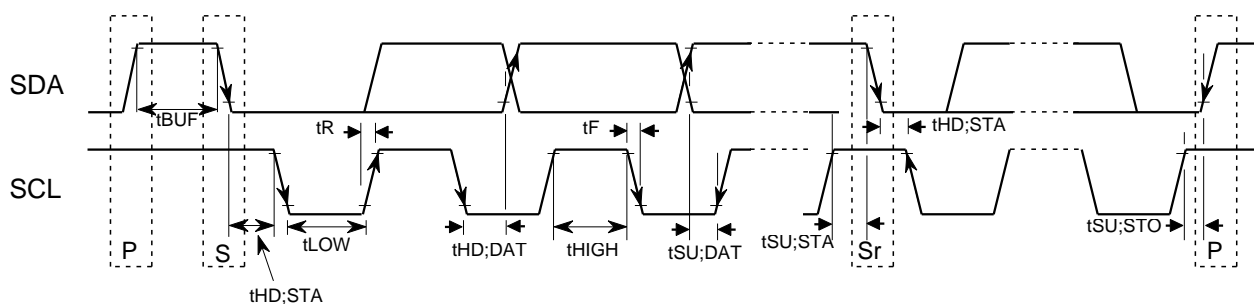 SDA
tBUF
tR
tF
tHD;STA
SCL
P
S
tLOW
tHD;DAT
tHIGH
tSU;DAT
tSU;STA
Sr
tSU;STO
P
tHD;STA